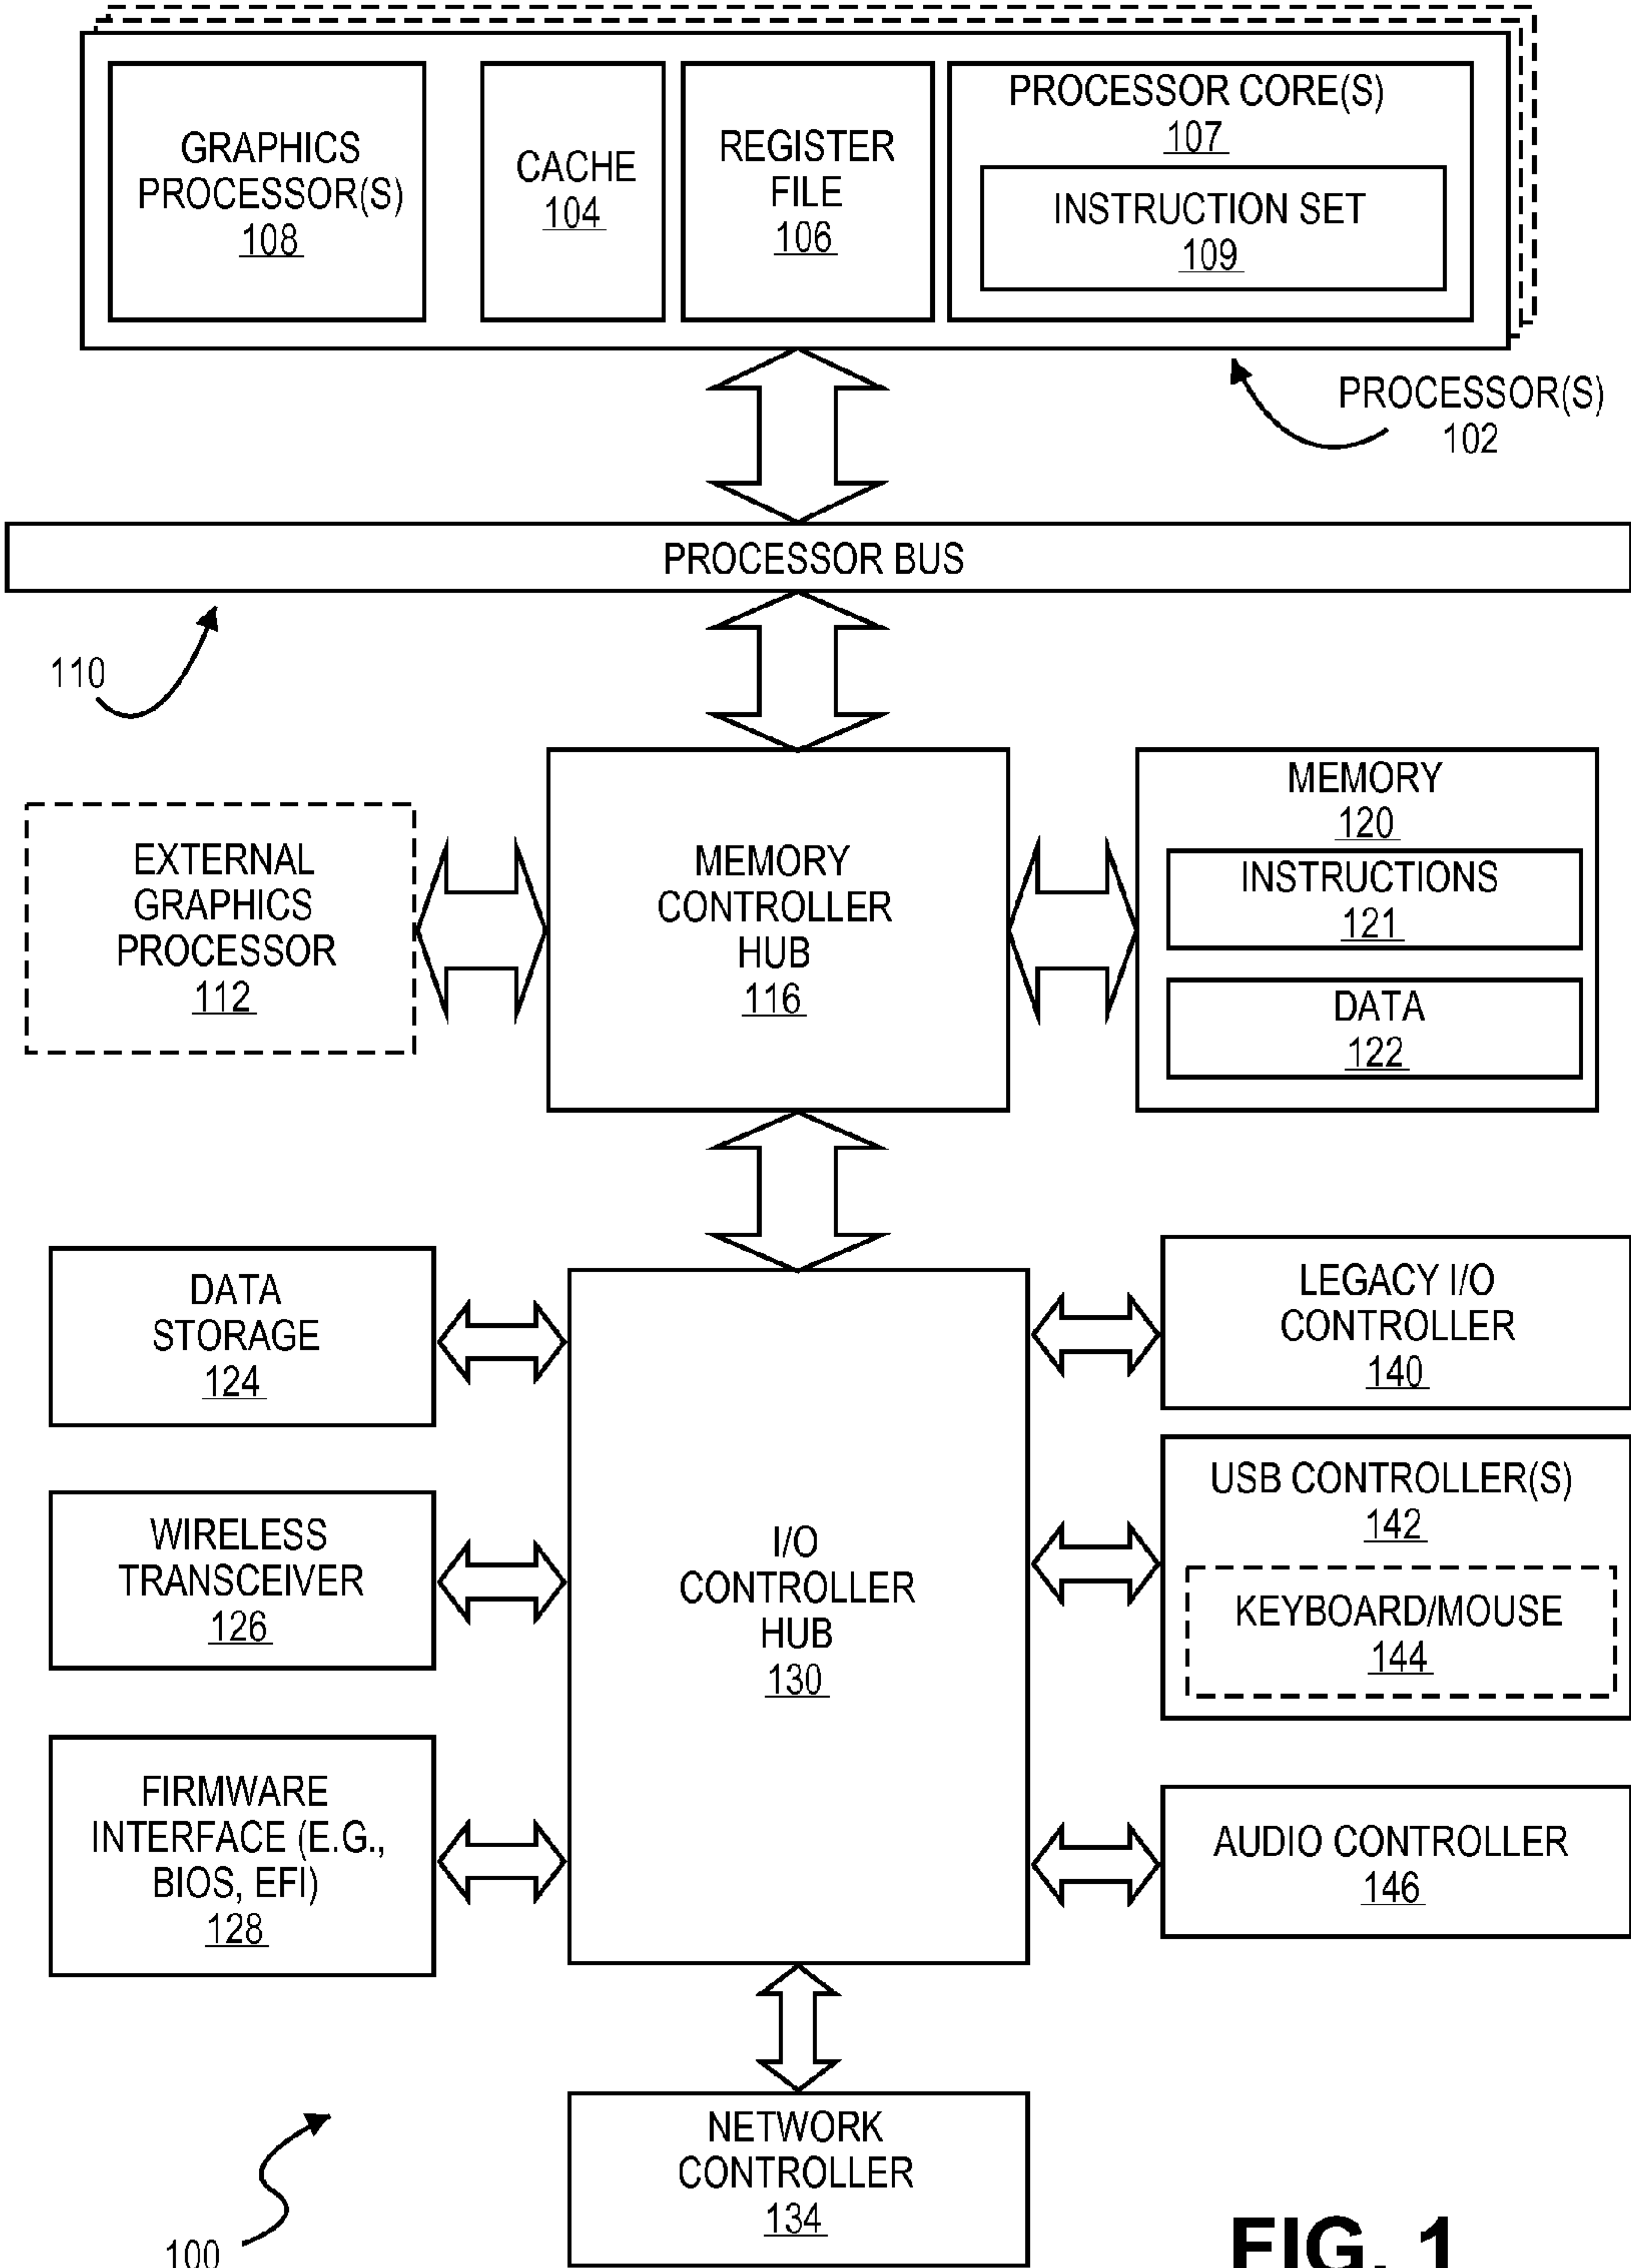 GRAPHICS
PROCESSOR(S)
108
CACHE
104
REGISTER
FILE
106
PROCESSOR CORE(S)
107
INSTRUCTION SET
109
PROCESSOR(S)
102
PROCESSOR BUS
110
EXTERNAL
GRAPHICS
PROCESSOR
112
MEMORY
CONTROLLER
HUB
116
MEMORY
120
INSTRUCTIONS
121
DATA
122
DATA
STORAGE
124
WIRELESS
TRANSCEIVER
126
FIRMWARE
INTERFACE (E.G.,
BIOS, EFI)
128
I/O
CONTROLLER
HUB
130
LEGACY I/O
CONTROLLER
140
USB CONTROLLER(S)
142
KEYBOARD/MOUSE
144
AUDIO CONTROLLER
146
NETWORK
CONTROLLER
134
100
FIG. 1